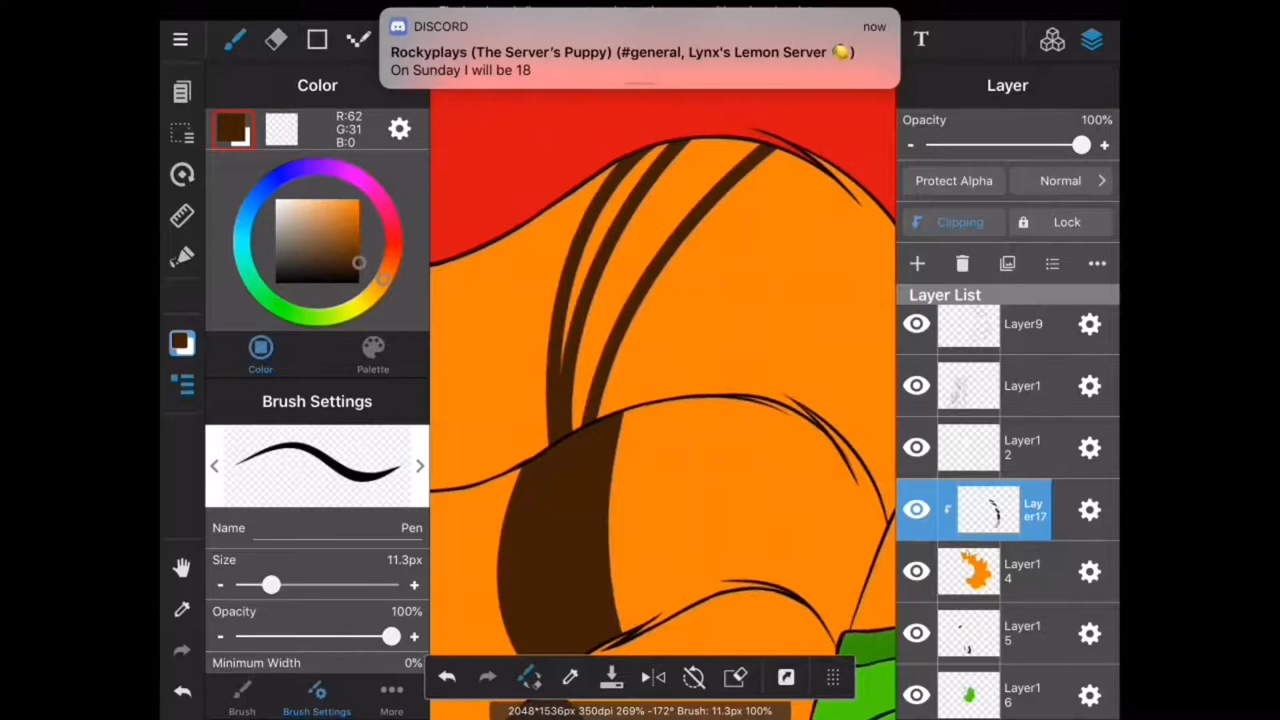 DISCORD
now
Rockyplays (The Server's Puppy) (#general, Lynx's Lemon Server 🍋)
On Sunday I will be 18
T
Color
R:62
G:31
B:0
Color
Palette
Brush Settings
Name
Pen
Size
11.3px
-
+
Opacity
100%
-
+
Minimum Width
0%
Brush
Brush Settings
More
2048*1536px 350dpi 269% -172° Brush: 11.3px 100%
Layer
Opacity
100%
-
+
Protect Alpha
Normal
Clipping
Lock
Layer List
Layer9
Layer1
Layer1
2
Lay
er17
Layer1
4
Layer1
5
Layer1
6